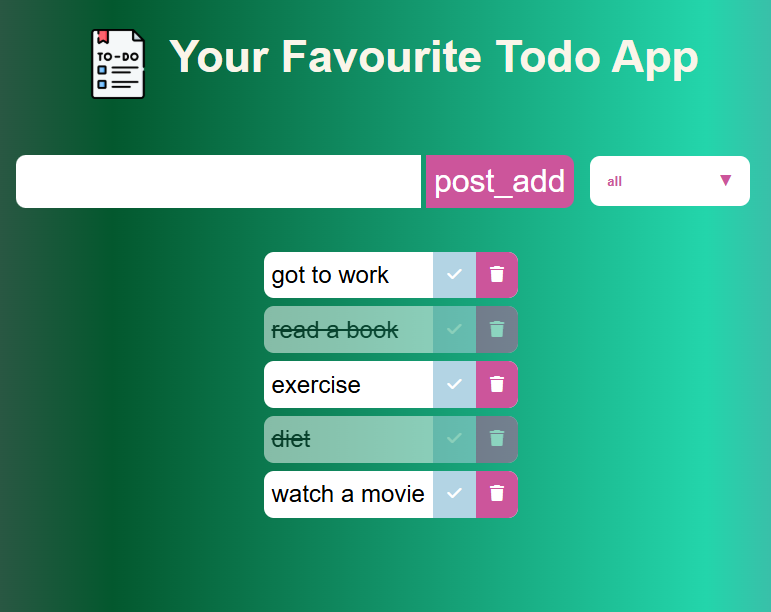 TO-DO
Your Favourite Todo App
post_add
all
got to work
read a book
exercise
diet
watch a movie